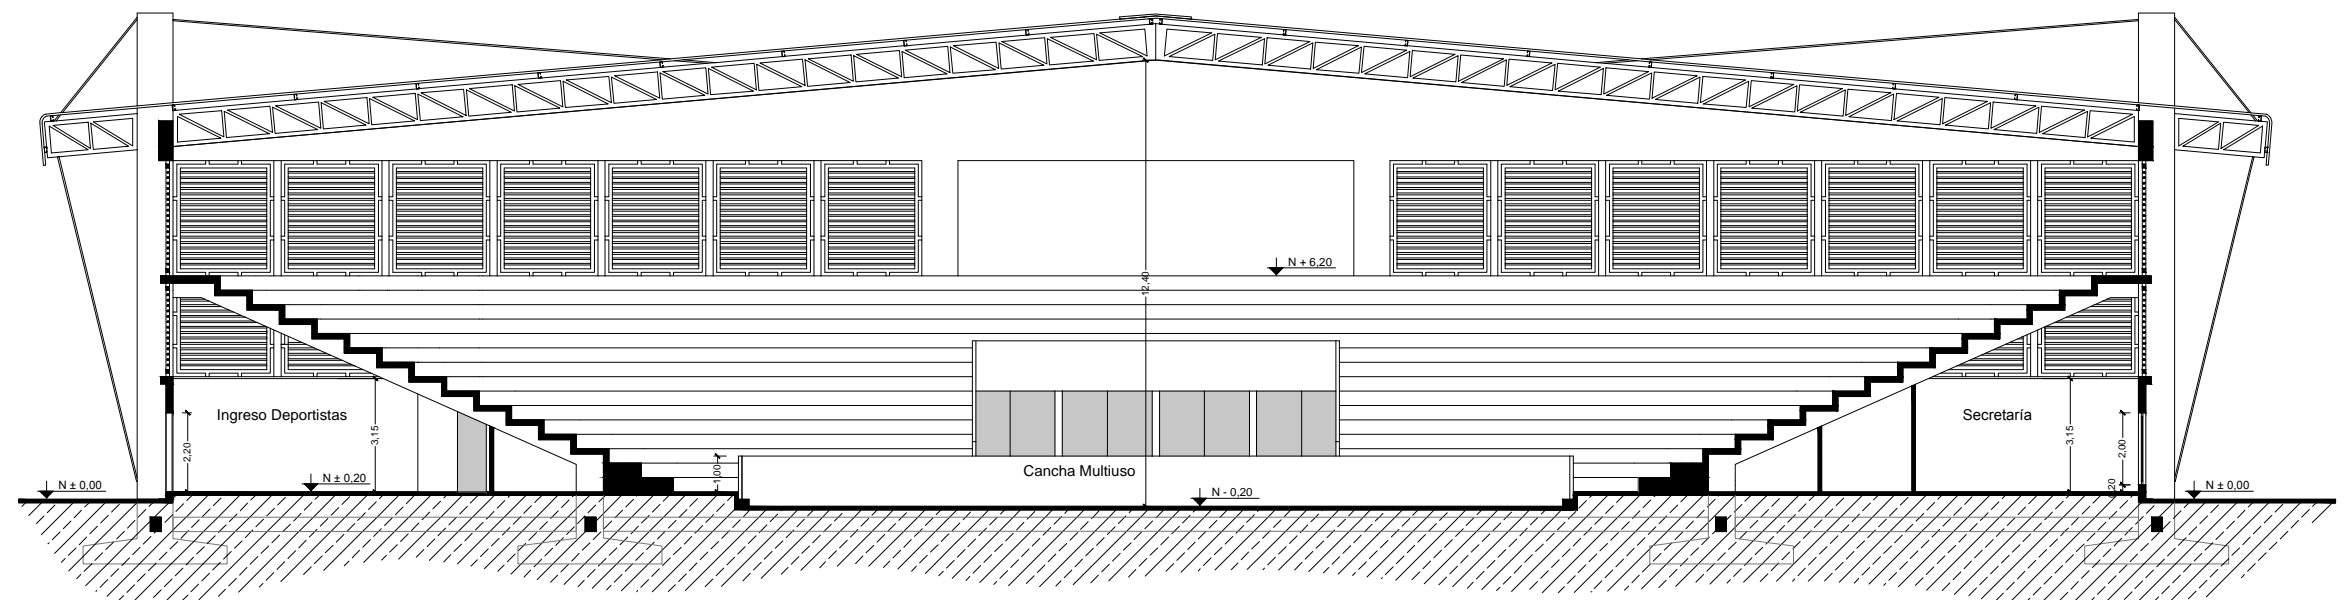 N + 6,20
12,40
Ingreso Deportistas
Secretaría
2,20
3,15
1,00
Cancha Multiuso
3,15
2,00
0,20
N ± 0,00
N ± 0,20
N - 0,20
N ± 0,00